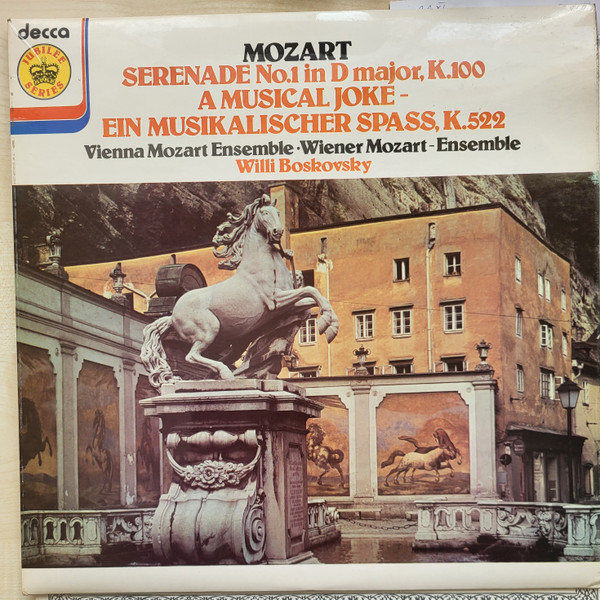 decca
JUBILEE
SERIES
MOZART
SERENADE No.1 in D major, K.100
A MUSICAL JOKE -
EIN MUSIKALISCHER SPASS, K.522
Vienna Mozart Ensemble · Wiener Mozart-Ensemble
Willi Boskovsky